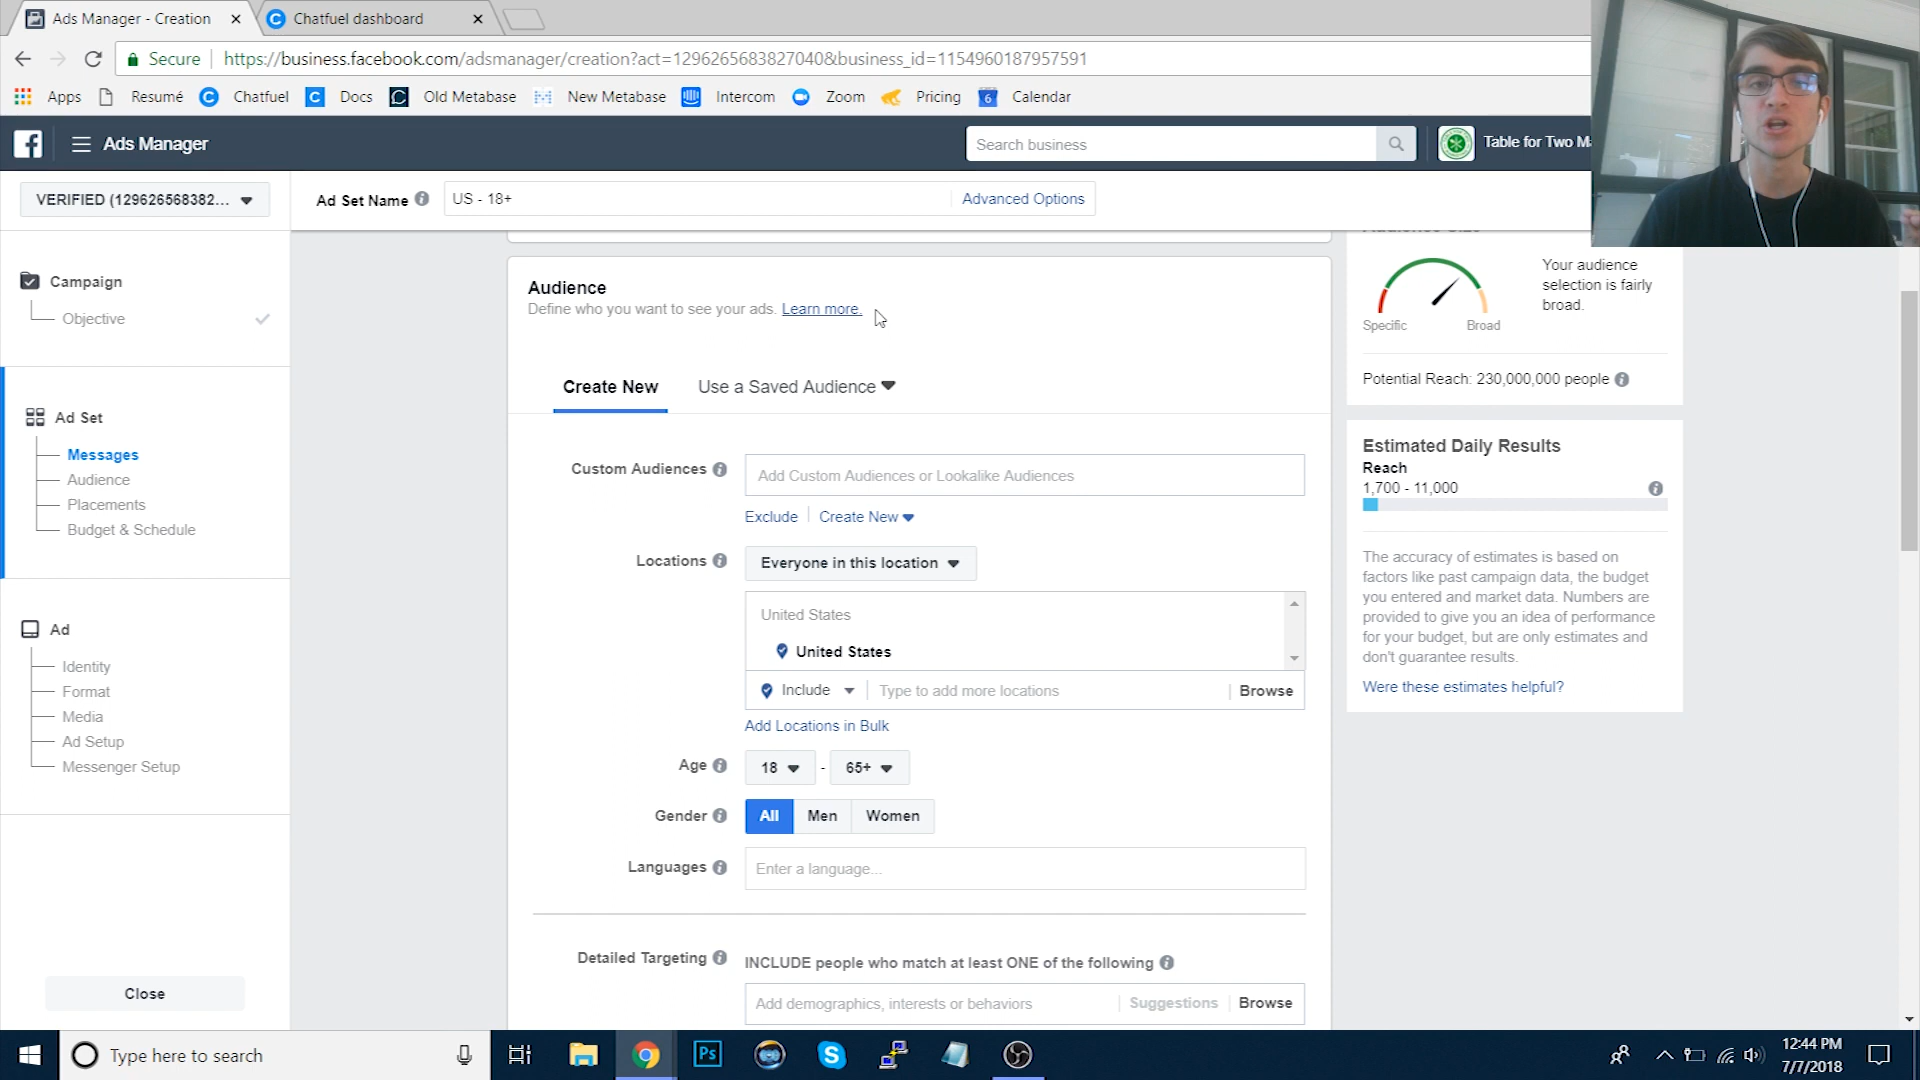 Ads Manager - Creation
Chatfuel dashboard
Secure
https://business.facebook.com/adsmanager/creation?act=1296265683827040&business_id=1154960187957591
Apps
Resumé
Chatfuel
Docs
Old Metabase
New Metabase
Intercom
Zoom
Pricing
6
Calendar
Ads Manager
Search business
Table for Two
VERIFIED (129626568382...
Ad Set Name
US - 18+
Advanced Options
Campaign
Objective
Ad Set
Messages
Audience
Placements
Budget & Schedule
Ad
Identity
Format
Media
Ad Setup
Messenger Setup
Close
Audience
Define who you want to see your ads. Learn more.
Create New
Use a Saved Audience
Custom Audiences
Add Custom Audiences or Lookalike Audiences
Exclude
Create New
Locations
Everyone in this location
United States
United States
Include
Type to add more locations
Browse
Add Locations in Bulk
Age
18
-
65+
Gender
All
Men
Women
Languages
Enter a language...
Detailed Targeting
INCLUDE people who match at least ONE of the following
Add demographics, interests or behaviors
Suggestions
Browse
Audience Size
Your audience
selection is fairly
broad.
Specific
Broad
Potential Reach: 230,000,000 people
Estimated Daily Results
Reach
1,700 - 11,000
The accuracy of estimates is based on
factors like past campaign data, the budget
you entered and market data. Numbers are
provided to give you an idea of performance
for your budget, but are only estimates and
don't guarantee results.
Were these estimates helpful?
Type here to search
Ps
12:44 PM
7/7/2018